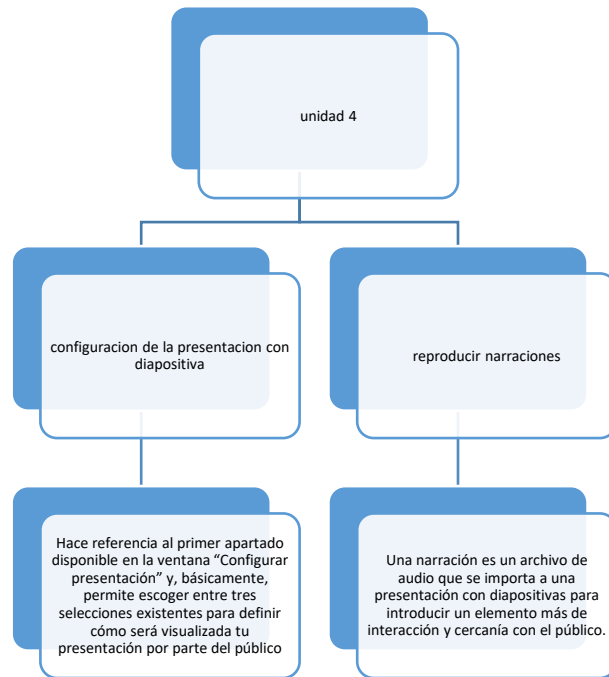 unidad 4
configuracion de la presentacion con
diapositiva
reproducir narraciones
Hace referencia al primer apartado
disponible en la ventana “Configurar
presentación” y, básicamente,
permite escoger entre tres
selecciones existentes para definir
cómo será visualizada tu
presentación por parte del público
Una narración es un archivo de
audio que se importa a una
presentación con diapositivas para
introducir un elemento más de
interacción y cercanía con el público.